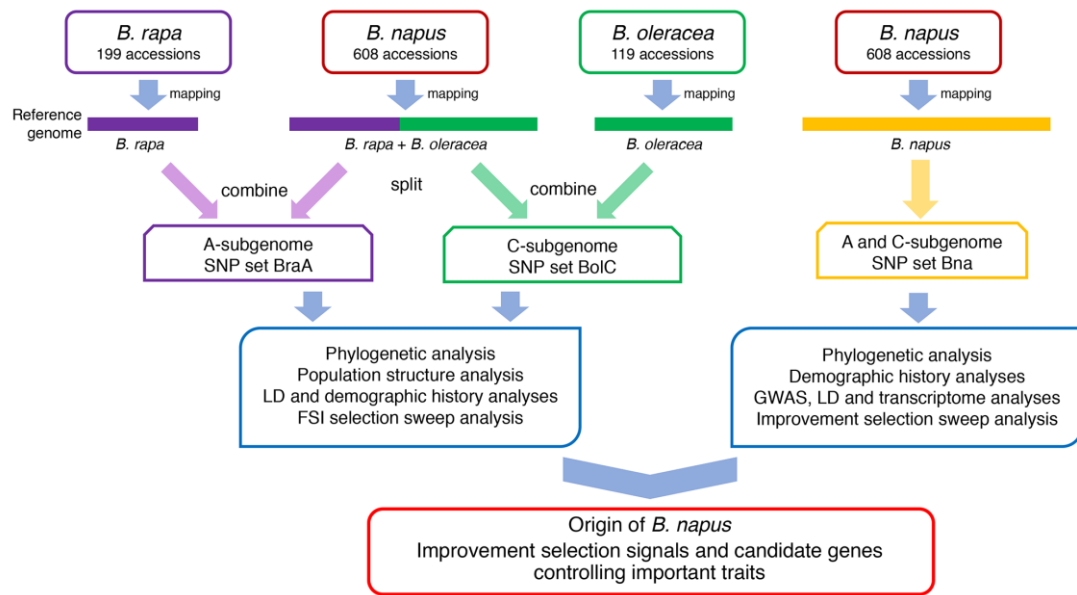 B. rapa
199 accessions
B. napus
608 accessions
B. oleracea
119 accessions
B. napus
608 accessions
mapping
mapping
mapping
mapping
Reference
genome
B. rapa
B. rapa + B. oleracea
B. oleracea
B. napus
combine
split
combine
A-subgenome
SNP set BraA
C-subgenome
SNP set BolC
A and C-subgenome
SNP set Bna
Phylogenetic analysis
Population structure analysis
LD and demographic history analyses
FSI selection sweep analysis
Phylogenetic analysis
Demographic history analyses
GWAS, LD and transcriptome analyses
Improvement selection sweep analysis
Origin of B. napus
Improvement selection signals and candidate genes
controlling important traits